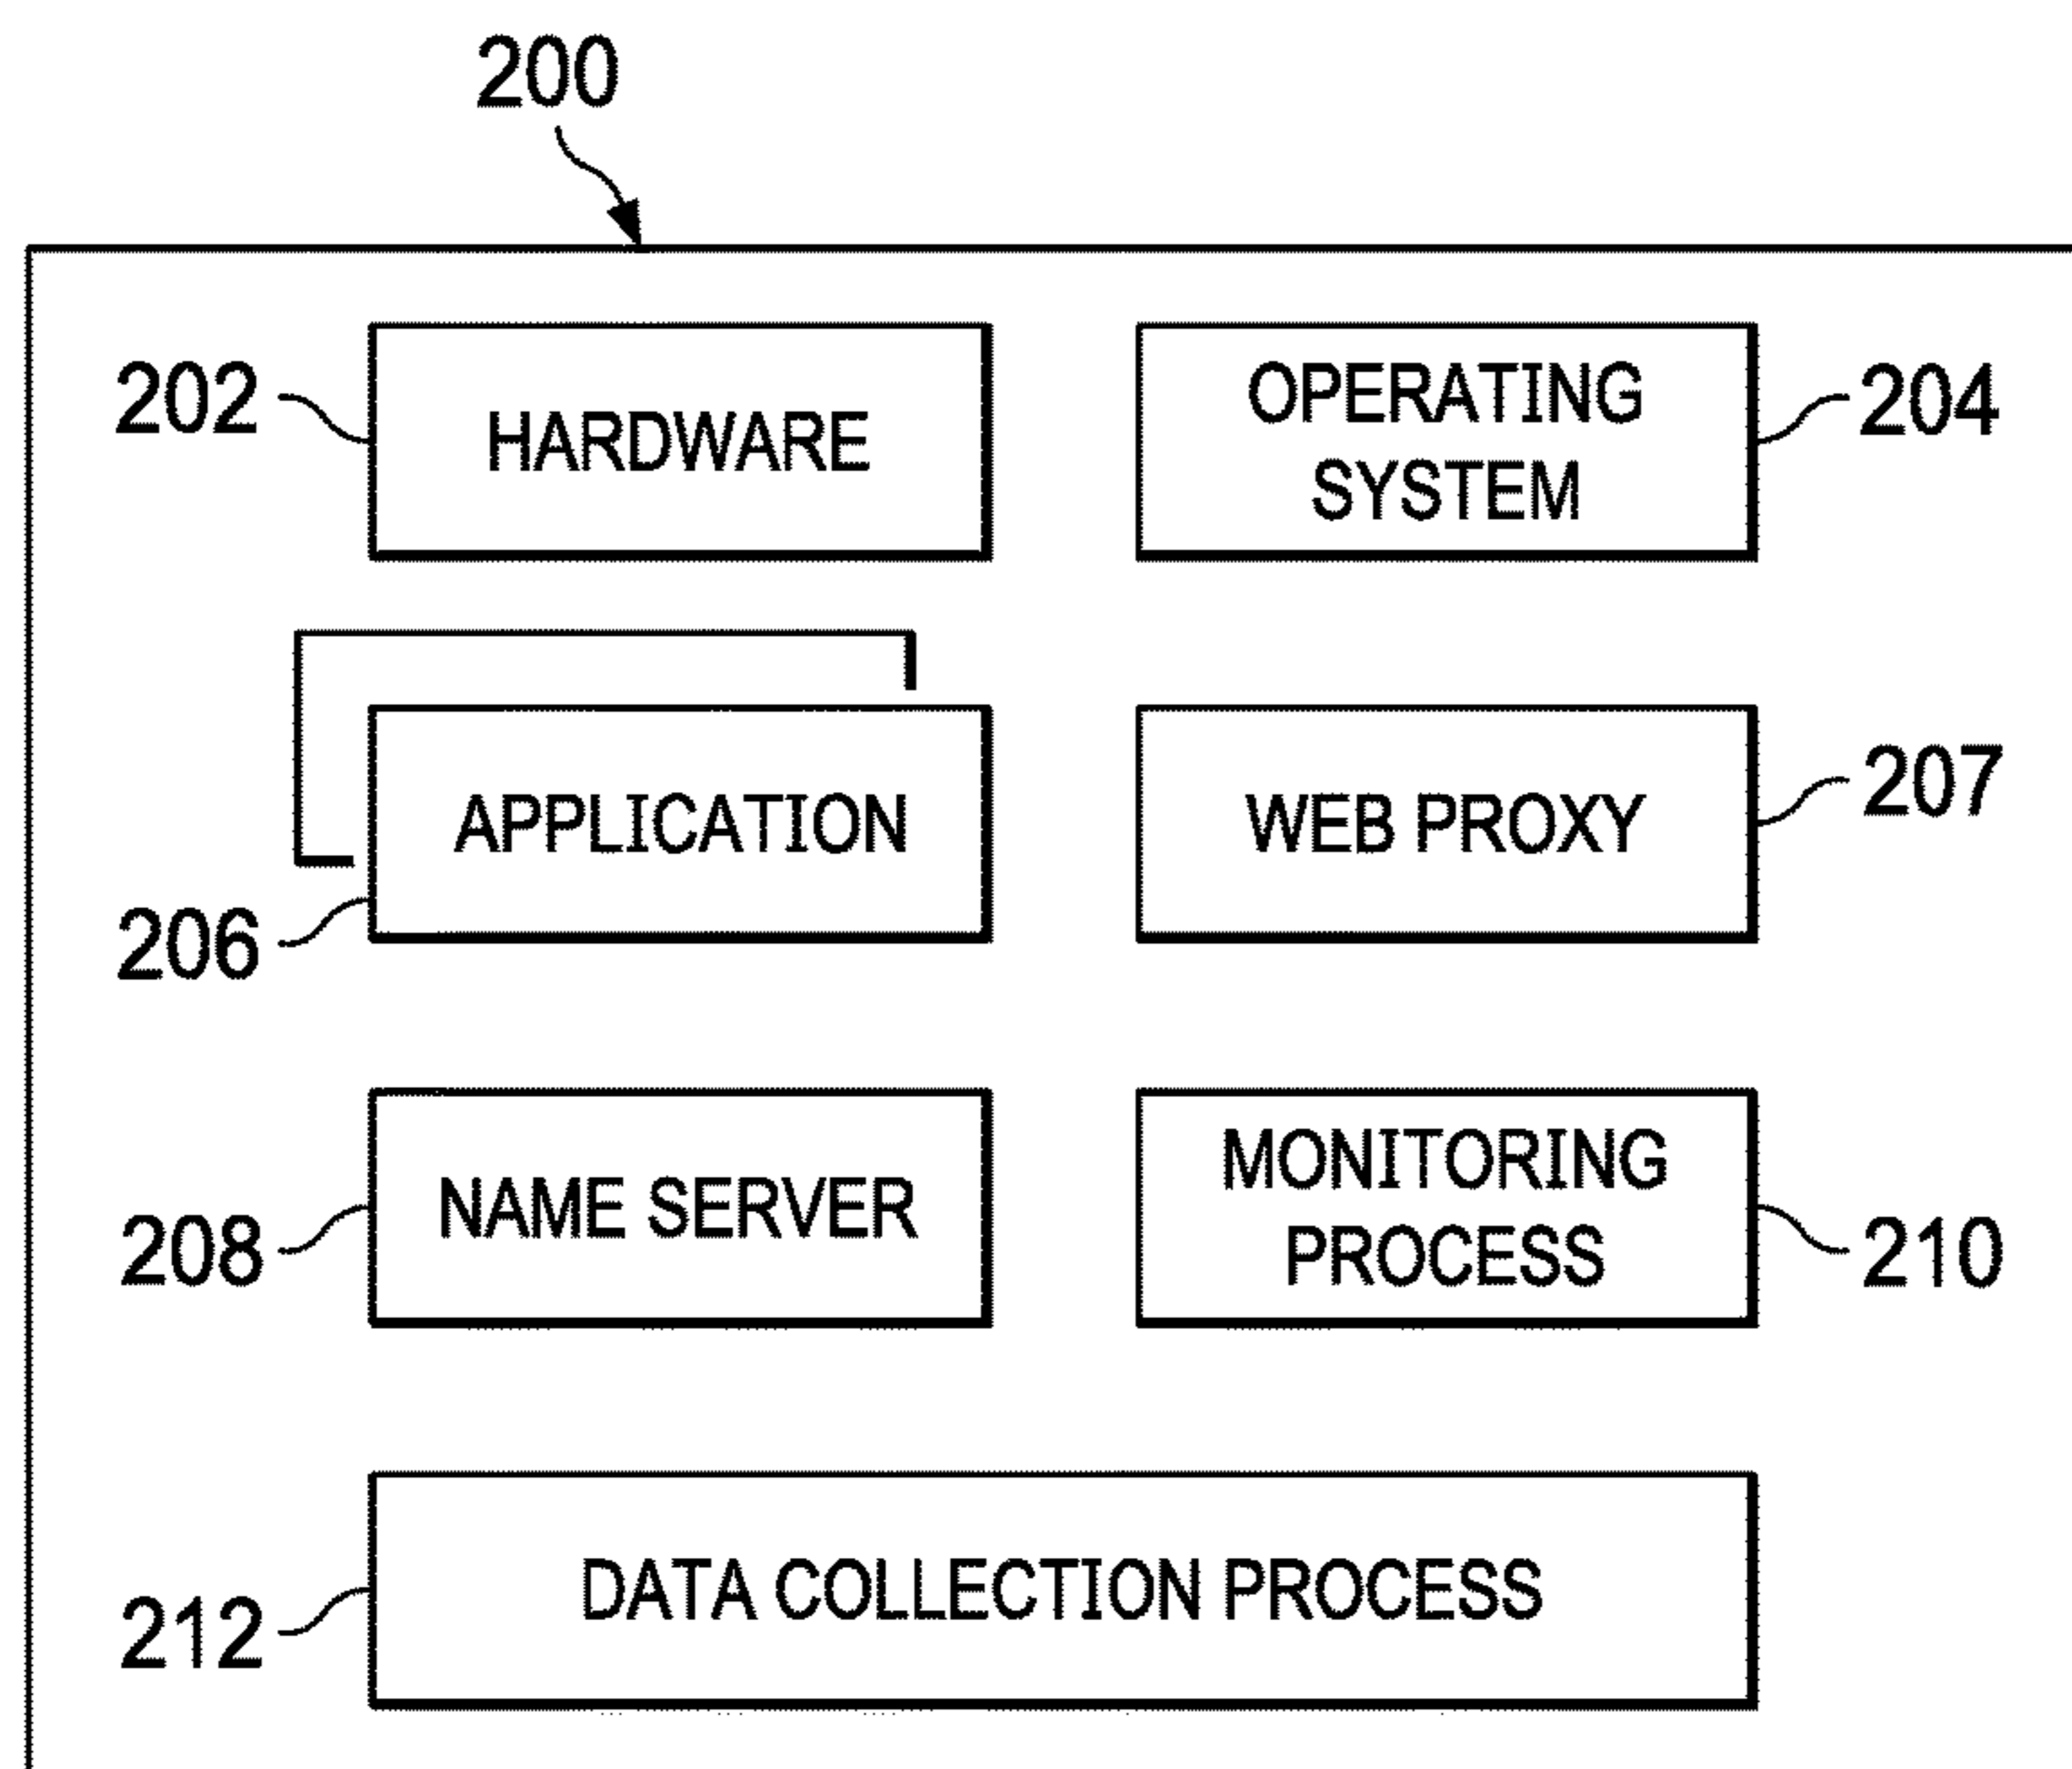 200
202
HARDWARE
OPERATING
SYSTEM
204
APPLICATION
206
WEB PROXY
207
NAME SERVER
208
MONITORING
PROCESS
210
DATA COLLECTION PROCESS
212